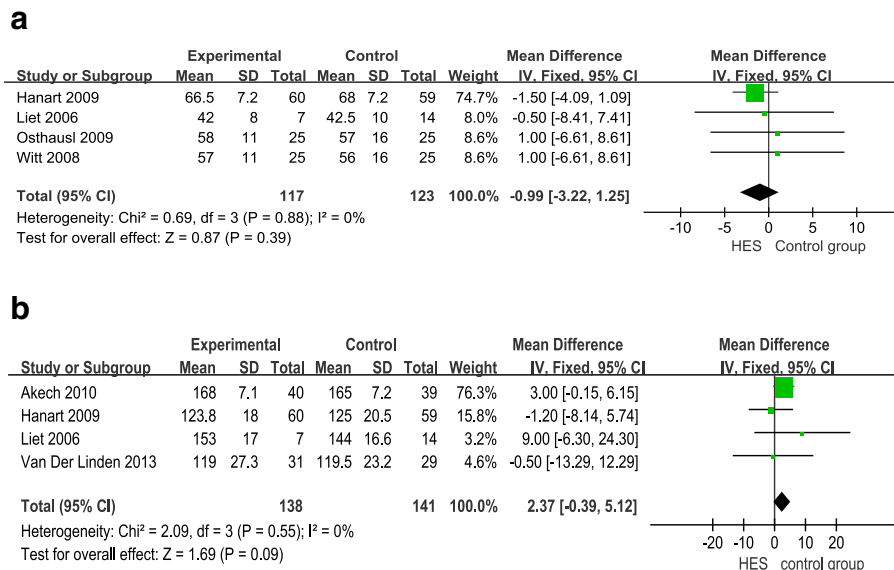 a
Experimental Control Mean Difference Mean Difference
Study or Subgroup Mean SD Total Mean SD Total Weight IV, Fixed, 95% CI IV, Fixed, 95% CI
Hanart 2009 66.5 7.2 60 68 7.2 59 74.7% -1.50 [-4.09, 1.09]
Liet 2006 42 8 7 42.5 10 14 8.0% -0.50 [-8.41, 7.41]
Osthausl 2009 58 11 25 57 16 25 8.6% 1.00 [-6.61, 8.61]
Witt 2008 57 11 25 56 16 25 8.6% 1.00 [-6.61, 8.61]
Total (95% CI) 117 123 100.0% -0.99 [-3.22, 1.25]
Heterogeneity: Chi² = 0.69, df = 3 (P = 0.88); I² = 0%
Test for overall effect: Z = 0.87 (P = 0.39)
-10 -5 0 5 10
HES Control group
b
Experimental Control Mean Difference Mean Difference
Study or Subgroup Mean SD Total Mean SD Total Weight IV, Fixed, 95% CI IV, Fixed, 95% CI
Akech 2010 168 7.1 40 165 7.2 39 76.3% 3.00 [-0.15, 6.15]
Hanart 2009 123.8 18 60 125 20.5 59 15.8% -1.20 [-8.14, 5.74]
Liet 2006 153 17 7 144 16.6 14 3.2% 9.00 [-6.30, 24.30]
Van Der Linden 2013 119 27.3 31 119.5 23.2 29 4.6% -0.50 [-13.29, 12.29]
Total (95% CI) 138 141 100.0% 2.37 [-0.39, 5.12]
Heterogeneity: Chi² = 2.09, df = 3 (P = 0.55); I² = 0%
Test for overall effect: Z = 1.69 (P = 0.09)
-20 -10 0 10 20
HES control group